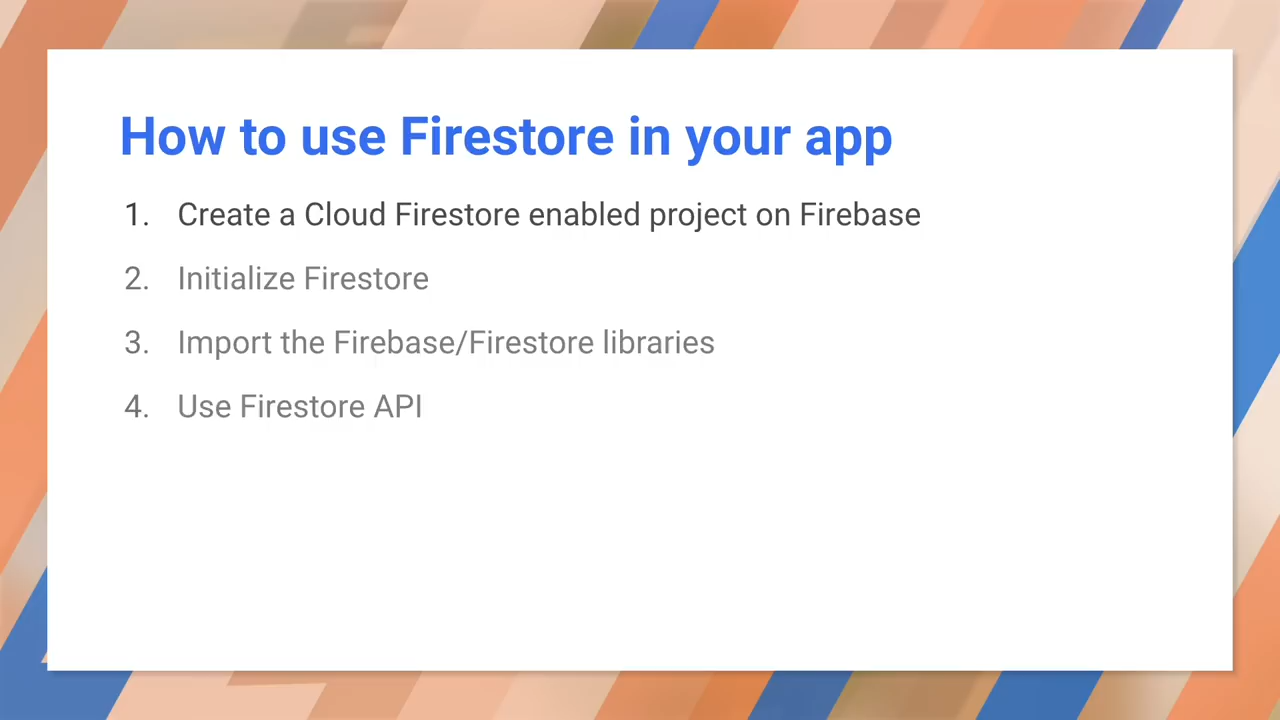 How to use Firestore in your app
1. Create a Cloud Firestore enabled project on Firebase
2. Initialize Firestore
3. Import the Firebase/Firestore libraries
4. Use Firestore API